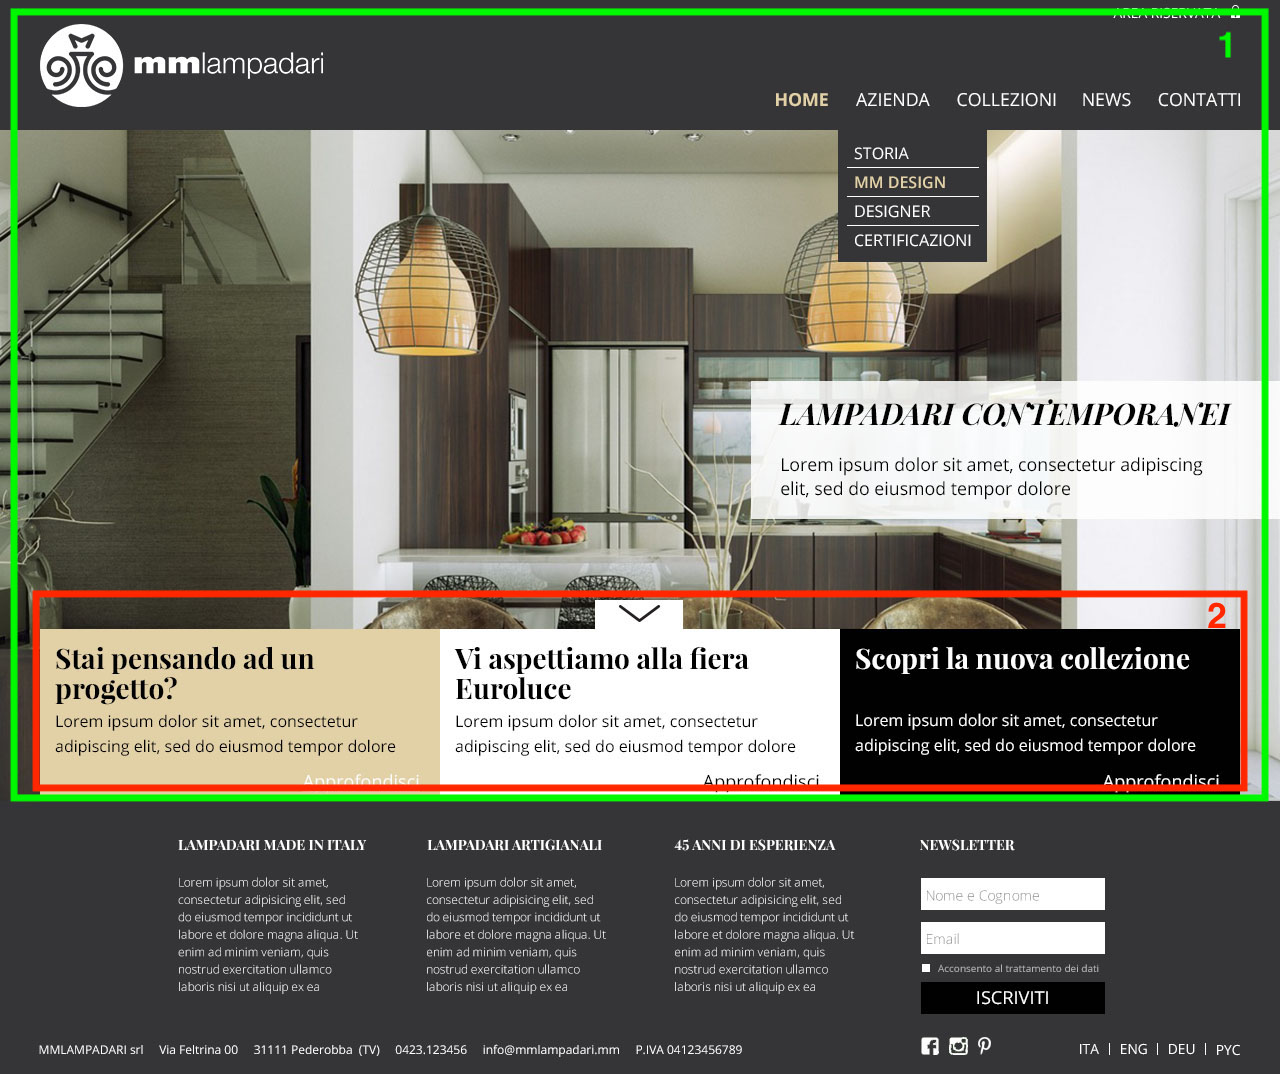 AREA RISERVATA
1
mmlampadari
HOME AZIENDA COLLEZIONI NEWS CONTATTI
STORIA
MM DESIGN
DESIGNER
CERTIFICAZIONI
LAMPADARI CONTEMPORANEI
Lorem ipsum dolor sit amet, consectetur adipiscing
elit, sed do eiusmod tempor dolore
2
Stai pensando ad un
progetto?
Lorem ipsum dolor sit amet, consectetur
adipiscing elit, sed do eiusmod tempor dolore
Approfondisci
Vi aspettiamo alla fiera
Euroluce
Lorem ipsum dolor sit amet, consectetur
adipiscing elit, sed do eiusmod tempor dolore
Approfondisci
Scopri la nuova collezione
Lorem ipsum dolor sit amet, consectetur
adipiscing elit, sed do eiusmod tempor dolore
Approfondisci
LAMPADARI MADE IN ITALY
Lorem ipsum dolor sit amet,
consectetur adipisicing elit, sed
do eiusmod tempor incididunt ut
labore et dolore magna aliqua. Ut
enim ad minim veniam, quis
nostrud exercitation ullamco
laboris nisi ut aliquip ex ea
LAMPADARI ARTIGIANALI
Lorem ipsum dolor sit amet,
consectetur adipisicing elit, sed
do eiusmod tempor incididunt ut
labore et dolore magna aliqua. Ut
enim ad minim veniam, quis
nostrud exercitation ullamco
laboris nisi ut aliquip ex ea
45 ANNI DI ESPERIENZA
Lorem ipsum dolor sit amet,
consectetur adipisicing elit, sed
do eiusmod tempor incididunt ut
labore et dolore magna aliqua. Ut
enim ad minim veniam, quis
nostrud exercitation ullamco
laboris nisi ut aliquip ex ea
NEWSLETTER
Nome e Cognome
Email
Acconsento al trattamento dei dati
ISCRIVITI
MMLAMPADARI srl Via Feltrina 00 31111 Pederobba (TV) 0423.123456 info@mmlampadari.mm P.IVA 04123456789
ITA | ENG | DEU | PYC